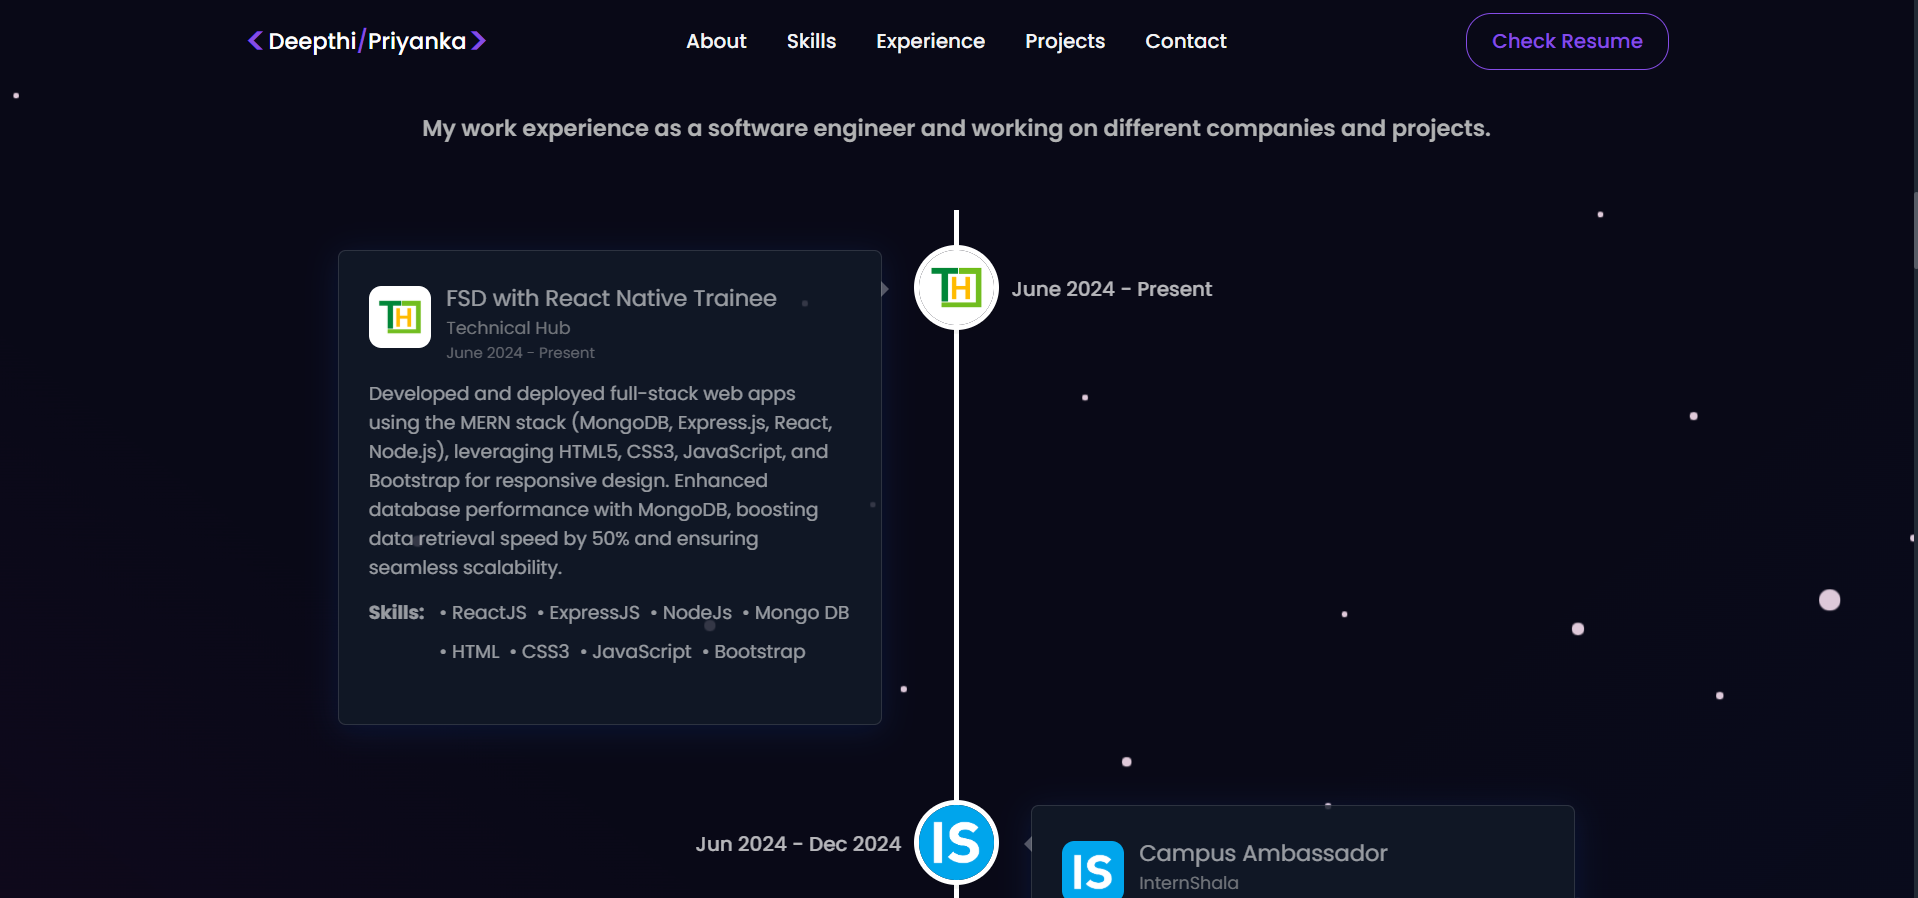 < Deepthi/Priyanka >
About Skills Experience Projects Contact
Check Resume
My work experience as a software engineer and working on different companies and projects.
TH
FSD with React Native Trainee
Technical Hub
June 2024 - Present
Developed and deployed full-stack web apps
using the MERN stack (MongoDB, Express.js, React,
Node.js), leveraging HTML5, CSS3, JavaScript, and
Bootstrap for responsive design. Enhanced
database performance with MongoDB, boosting
data retrieval speed by 50% and ensuring
seamless scalability.
Skills: • ReactJS • ExpressJS • NodeJs • Mongo DB
• HTML • CSS3 • JavaScript • Bootstrap
TH
June 2024 - Present
Jun 2024 - Dec 2024
IS
IS
Campus Ambassador
InternShala